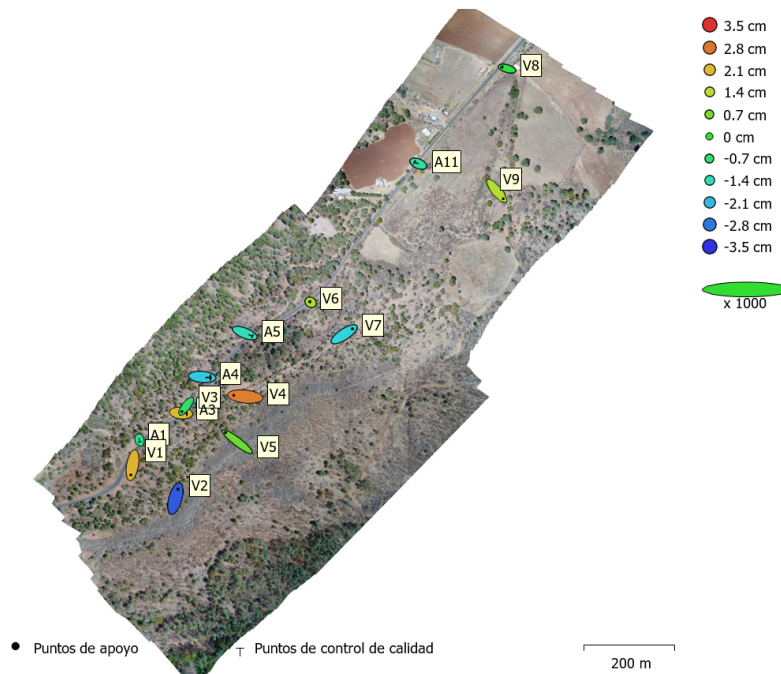 3.5 cm
2.8 cm
2.1 cm
1.4 cm
0.7 cm
0 cm
-0.7 cm
-1.4 cm
-2.1 cm
-2.8 cm
-3.5 cm
x 1000
V8
A11
V9
V6
A5
V7
A4
V3
V4
A3
A1
V5
V1
V2
Puntos de apoyo
Puntos de control de calidad
200 m